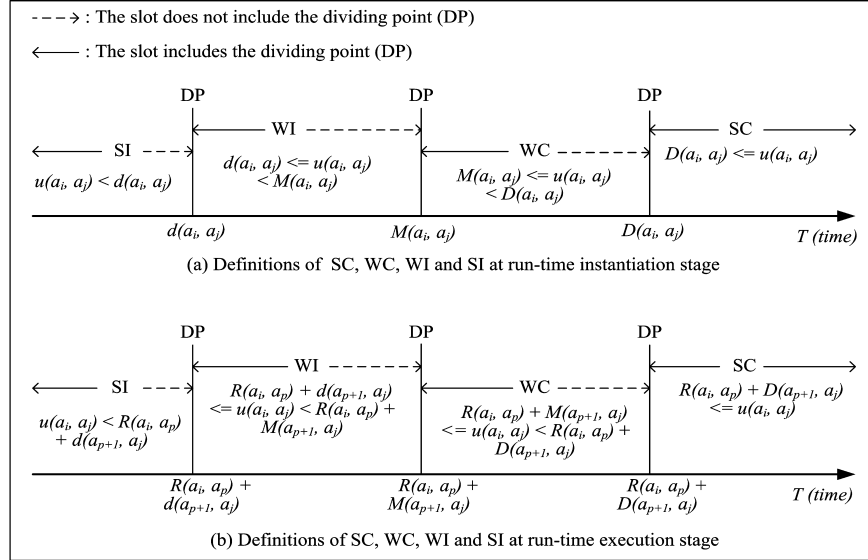 : The slot does not include the dividing point (DP)
: The slot includes the dividing point (DP)
DP DP DP
WI SC
SI WC
d(ai, aj) <= u(ai, aj)
< M(ai, aj)
D(ai, aj) <= u(ai, aj)
u(ai, aj) < d(ai, aj)
M(ai, aj) <= u(ai, aj)
< D(ai, aj)
d(ai, aj) M(ai, aj) D(ai, aj) T (time)
(a) Definitions of SC, WC, WI and SI at run-time instantiation stage
DP DP DP
WI SC
SI WC
R(ai, ap) + d(ap+1, aj)
<= u(ai, aj) < R(ai, ap) +
M(ap+1, aj)
R(ai, ap) + D(ap+1, aj)
<= u(ai, aj)
u(ai, aj) < R(ai, ap)
+ d(ap+1, aj)
R(ai, ap) + M(ap+1, aj)
<= u(ai, aj) < R(ai, ap) +
D(ap+1, aj)
R(ai, ap) +
d(ap+1, aj)
R(ai, ap) +
M(ap+1, aj)
R(ai, ap) +
D(ap+1, aj)
T (time)
(b) Definitions of SC, WC, WI and SI at run-time execution stage